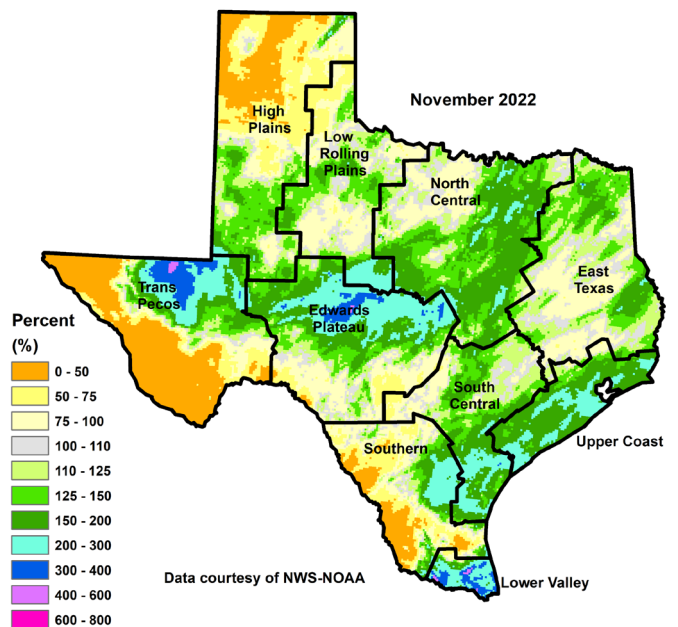 November 2022
High
Plains
Low
Rolling
Plains
North
Central
East
Texas
Trans
Pecos
Edwards
Plateau
South
Central
Southern
Upper Coast
Lower Valley
Percent
(%)
0 - 50
50 - 75
75 - 100
100 - 110
110 - 125
125 - 150
150 - 200
200 - 300
300 - 400
400 - 600
600 - 800
Data courtesy of NWS-NOAA